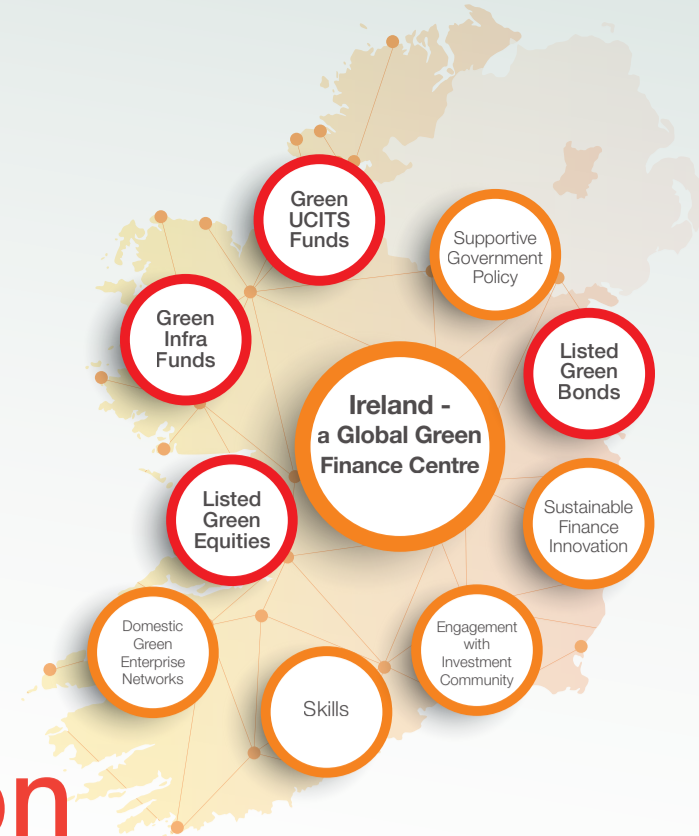 Green
UCITS
Funds
Supportive
Government
Policy
Green
Infra
Funds
Listed
Green
Bonds
Ireland -
a Global Green
Finance Centre
Listed
Green
Equities
Sustainable
Finance
Innovation
Domestic
Green
Enterprise
Networks
Engagement
with
Investment
Community
Skills
on